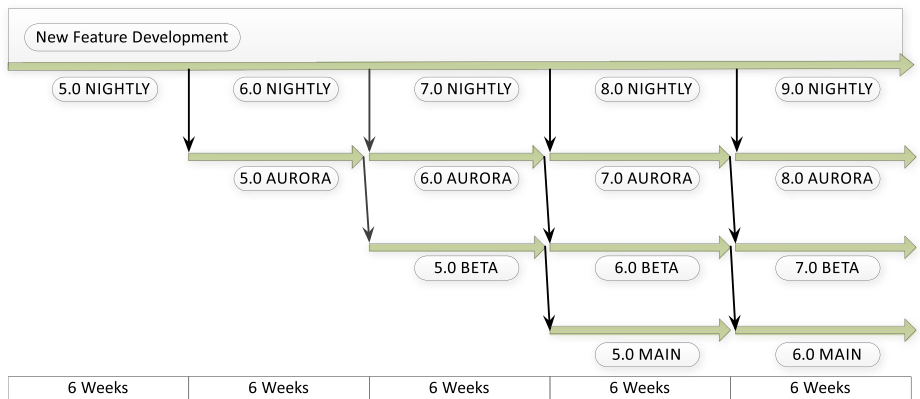 New Feature Development
5.0 NIGHTLY 6.0 NIGHTLY 7.0 NIGHTLY 8.0 NIGHTLY 9.0 NIGHTLY
5.0 AURORA 6.0 AURORA 7.0 AURORA 8.0 AURORA
5.0 BETA 6.0 BETA 7.0 BETA
5.0 MAIN 6.0 MAIN
6 Weeks 6 Weeks 6 Weeks 6 Weeks 6 Weeks